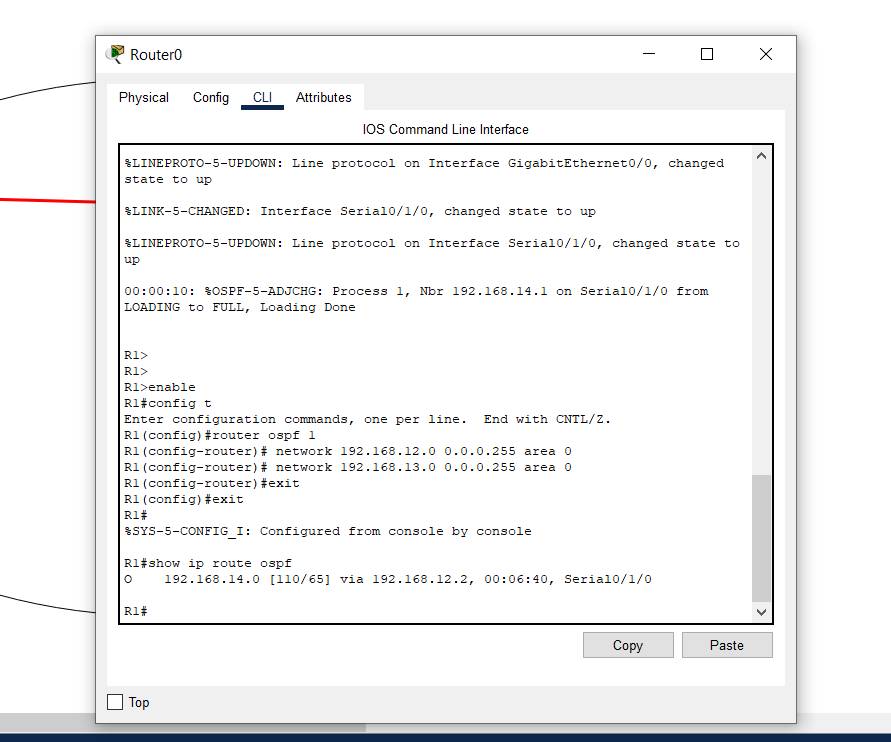 Router0
Physical Config CLI Attributes
IOS Command Line Interface
%LINEPROTO-5-UPDOWN: Line protocol on Interface GigabitEthernet0/0, changed
state to up
%LINK-5-CHANGED: Interface Serial0/1/0, changed state to up
%LINEPROTO-5-UPDOWN: Line protocol on Interface Serial0/1/0, changed state to
up
00:00:10: %OSPF-5-ADJCHG: Process 1, Nbr 192.168.14.1 on Serial0/1/0 from
LOADING to FULL, Loading Done
R1>
R1>
R1>enable
R1#config t
Enter configuration commands, one per line.  End with CNTL/Z.
R1(config)#router ospf 1
R1(config-router)# network 192.168.12.0 0.0.0.255 area 0
R1(config-router)# network 192.168.13.0 0.0.0.255 area 0
R1(config-router)#exit
R1(config)#exit
R1#
%SYS-5-CONFIG_I: Configured from console by console
R1#show ip route ospf
O    192.168.14.0 [110/65] via 192.168.12.2, 00:06:40, Serial0/1/0
R1#
Copy Paste
Top